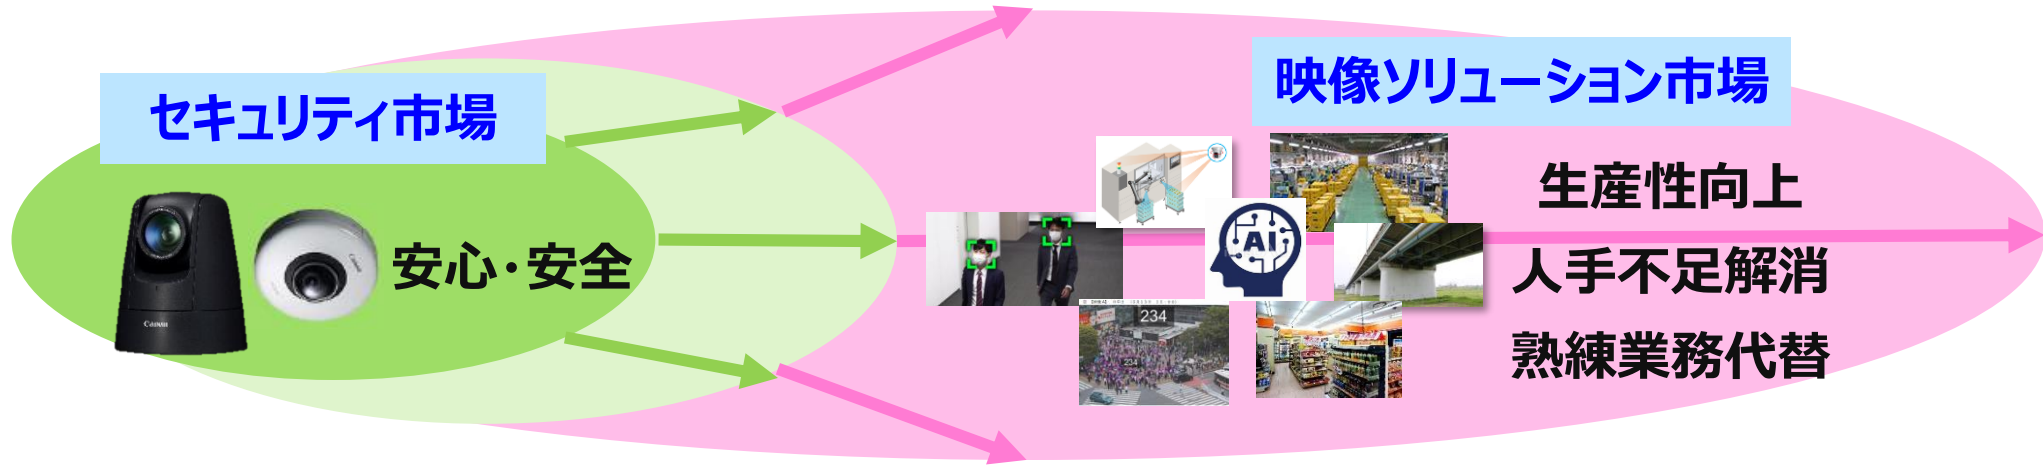 セキュリティ市場
安心・安全
Canon
映像ソリューション市場
AI
234
234
生産性向上
人手不足解消
熟練業務代替